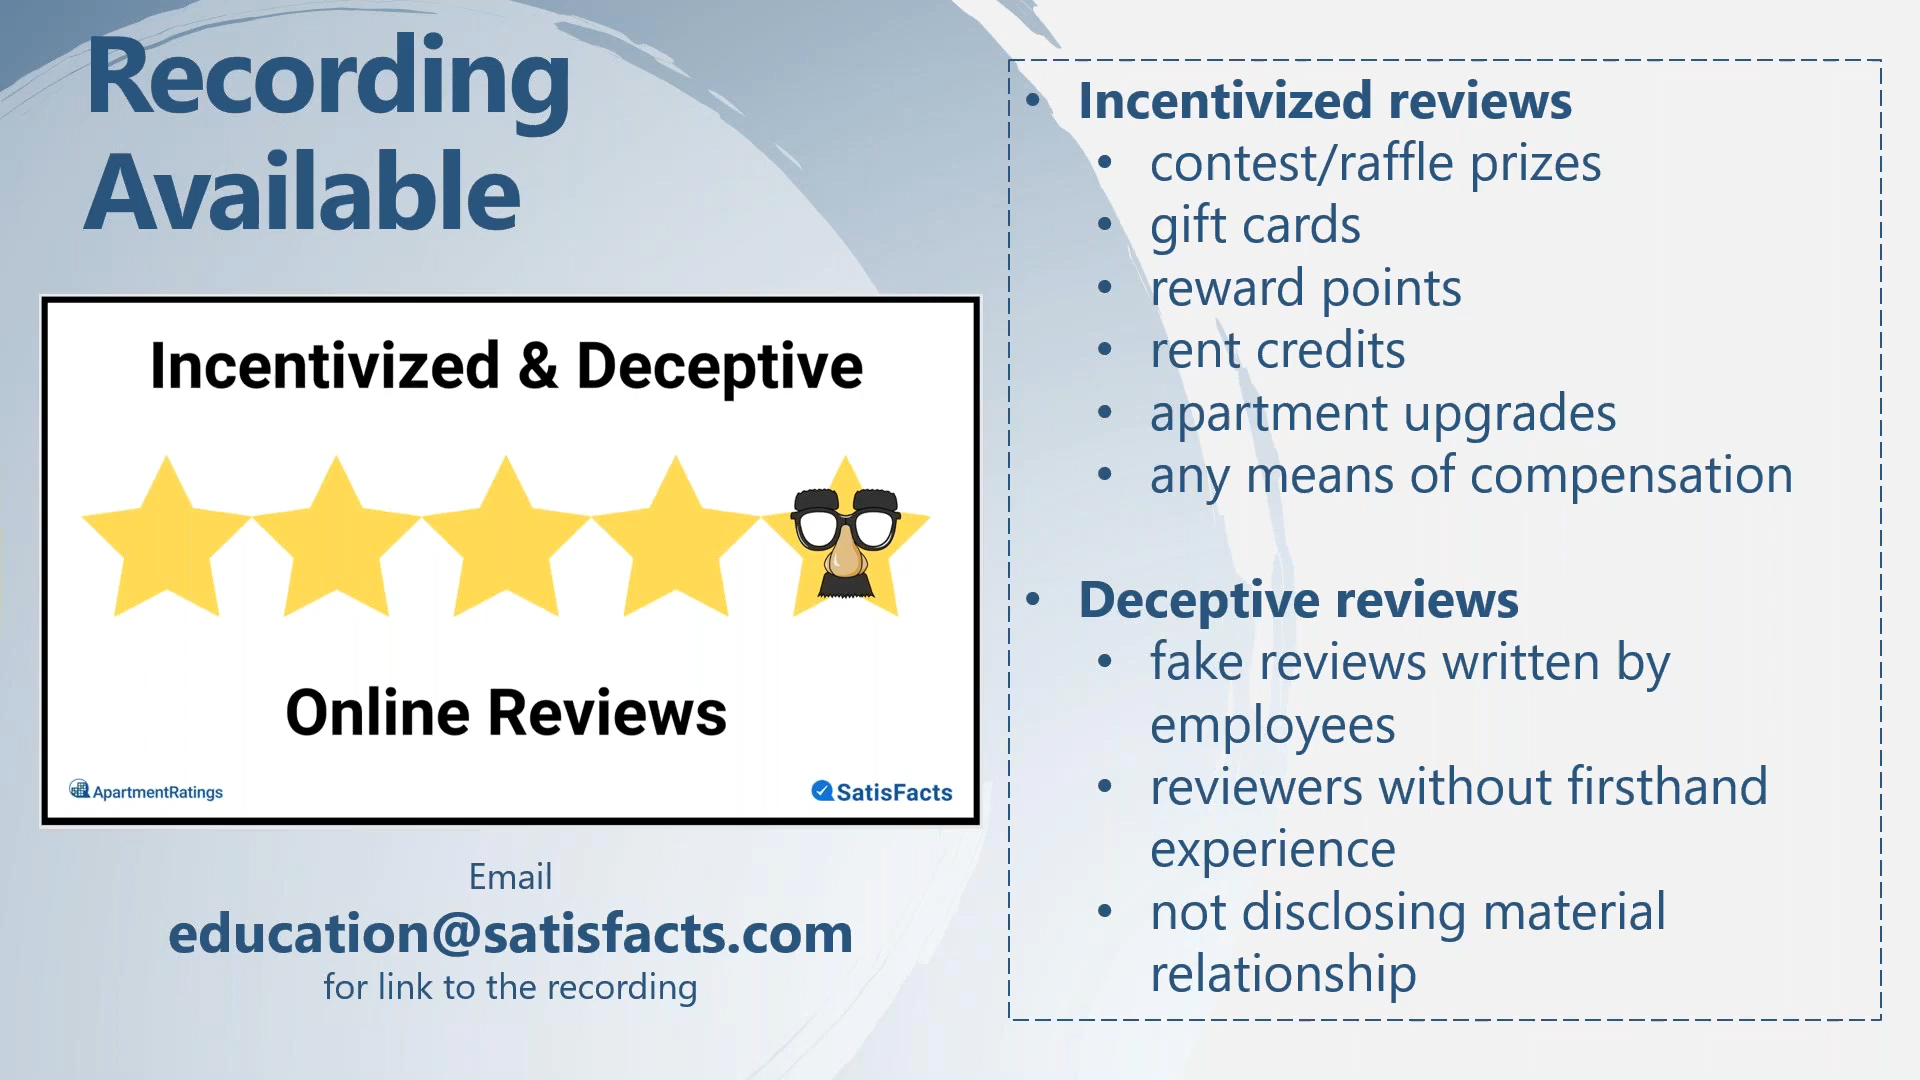 Recording
Available
Incentivized & Deceptive
Online Reviews
ApartmentRatings
SatisFacts
Email
education@satisfacts.com
for link to the recording
• Incentivized reviews
• contest/raffle prizes
• gift cards
• reward points
• rent credits
• apartment upgrades
• any means of compensation
• Deceptive reviews
• fake reviews written by
employees
• reviewers without firsthand
experience
• not disclosing material
relationship